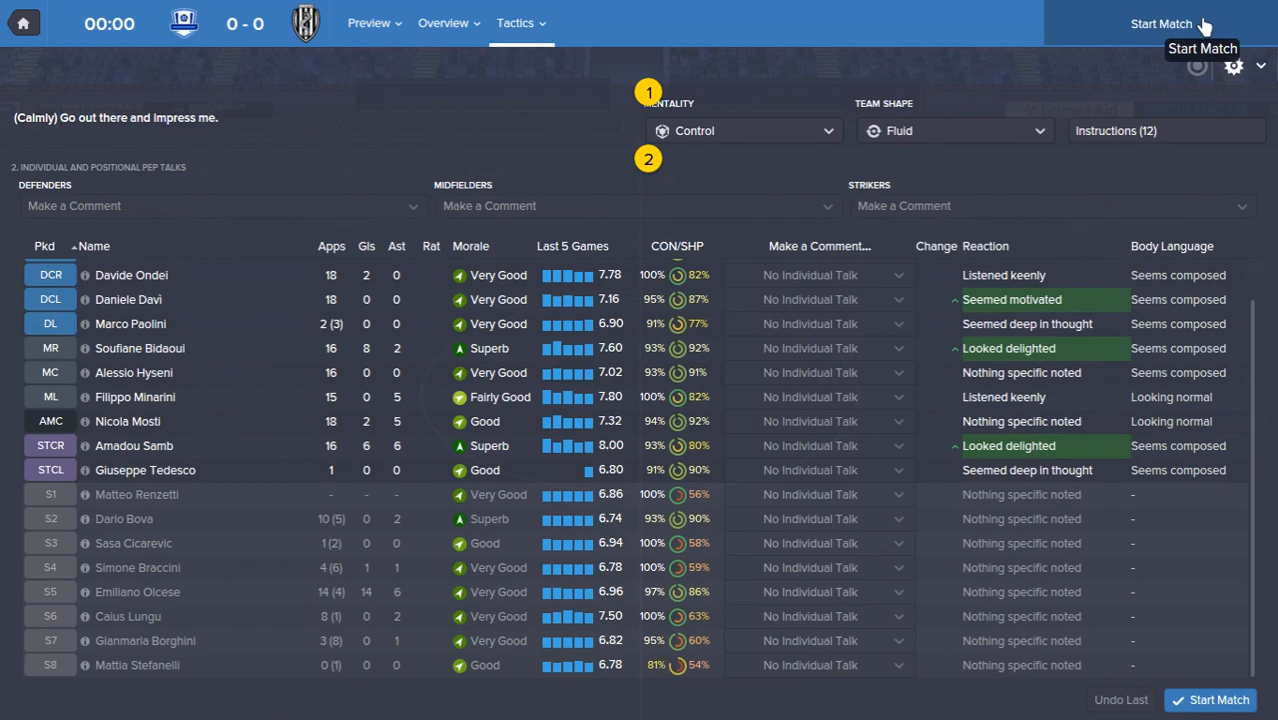 00:00 0 - 0 Preview Overview Tactics Start Match
Start Match
1
MENTALITY TEAM SHAPE
(Calmly) Go out there and impress me.
Control Fluid Instructions (12)
2
2. INDIVIDUAL AND POSITIONAL PEP TALKS
DEFENDERS MIDFIELDERS STRIKERS
Make a Comment Make a Comment Make a Comment
Pkd Name Apps Gls Ast Rat Morale Last 5 Games CON/SHP Make a Comment... Change Reaction Body Language
DCR Davide Ondei 18 2 0 Very Good 7.78 100% 82% No Individual Talk Listened keenly Seems composed
DCL Daniele Davì 18 0 0 Very Good 7.16 95% 87% No Individual Talk Seemed motivated Seems composed
DL Marco Paolini 2 (3) 0 0 Very Good 6.90 91% 77% No Individual Talk Seemed deep in thought Seems composed
MR Soufiane Bidaoui 16 8 2 Superb 7.60 93% 92% No Individual Talk Looked delighted Seems composed
MC Alessio Hyseni 16 0 0 Very Good 7.02 93% 91% No Individual Talk Nothing specific noted Seems composed
ML Filippo Minarini 15 0 5 Fairly Good 7.80 100% 82% No Individual Talk Listened keenly Looking normal
AMC Nicola Mosti 18 2 5 Good 7.32 94% 92% No Individual Talk Nothing specific noted Looking normal
STCR Amadou Samb 16 6 6 Superb 8.00 93% 80% No Individual Talk Looked delighted Seems composed
STCL Giuseppe Tedesco 1 0 0 Good 6.80 91% 90% No Individual Talk Seemed deep in thought Seems composed
S1 Matteo Renzetti - - - Very Good 6.86 100% 56% No Individual Talk Nothing specific noted -
S2 Dario Bova 10 (5) 0 2 Superb 6.74 93% 90% No Individual Talk Nothing specific noted -
S3 Sasa Cicarevic 1 (2) 0 0 Good 6.94 100% 58% No Individual Talk Nothing specific noted -
S4 Simone Braccini 4 (6) 1 1 Very Good 6.78 100% 59% No Individual Talk Nothing specific noted -
S5 Emiliano Olcese 14 (4) 14 6 Very Good 6.96 97% 86% No Individual Talk Nothing specific noted -
S6 Caius Lungu 8 (1) 0 2 Very Good 7.50 100% 63% No Individual Talk Nothing specific noted -
S7 Gianmaria Borghini 3 (8) 0 1 Very Good 6.82 95% 60% No Individual Talk Nothing specific noted -
S8 Mattia Stefanelli 0 (1) 0 0 Good 6.78 81% 54% No Individual Talk Nothing specific noted -
Undo Last Start Match